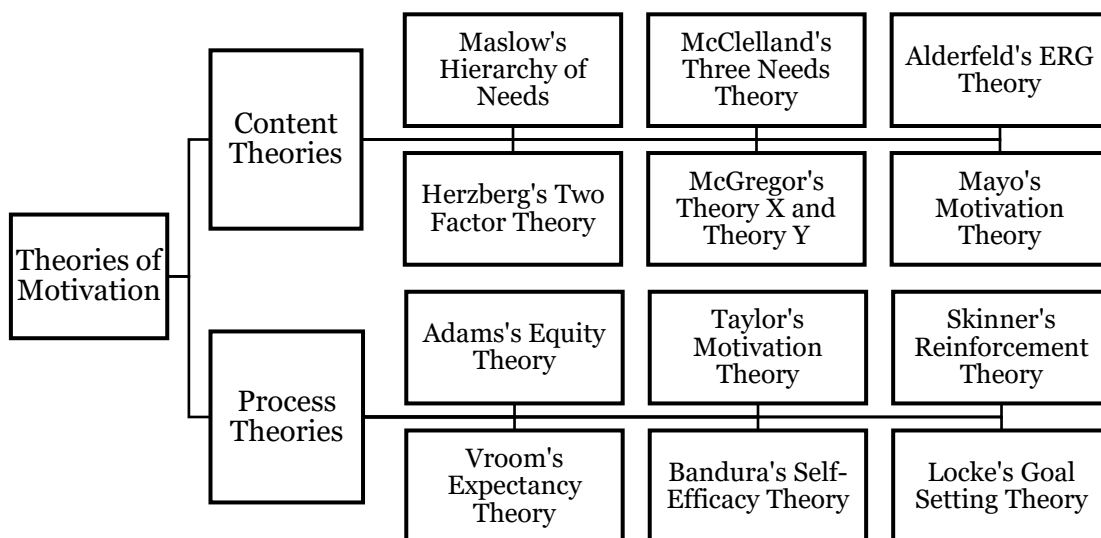 Theories of
Motivation
Content
Theories
Maslow's
Hierarchy of
Needs
McClelland's
Three Needs
Theory
Alderfeld's ERG
Theory
Herzberg's Two
Factor Theory
McGregor's
Theory X and
Theory Y
Mayo's
Motivation
Theory
Process
Theories
Adams's Equity
Theory
Taylor's
Motivation
Theory
Skinner's
Reinforcement
Theory
Vroom's
Expectancy
Theory
Bandura's Self-
Efficacy Theory
Locke's Goal
Setting Theory